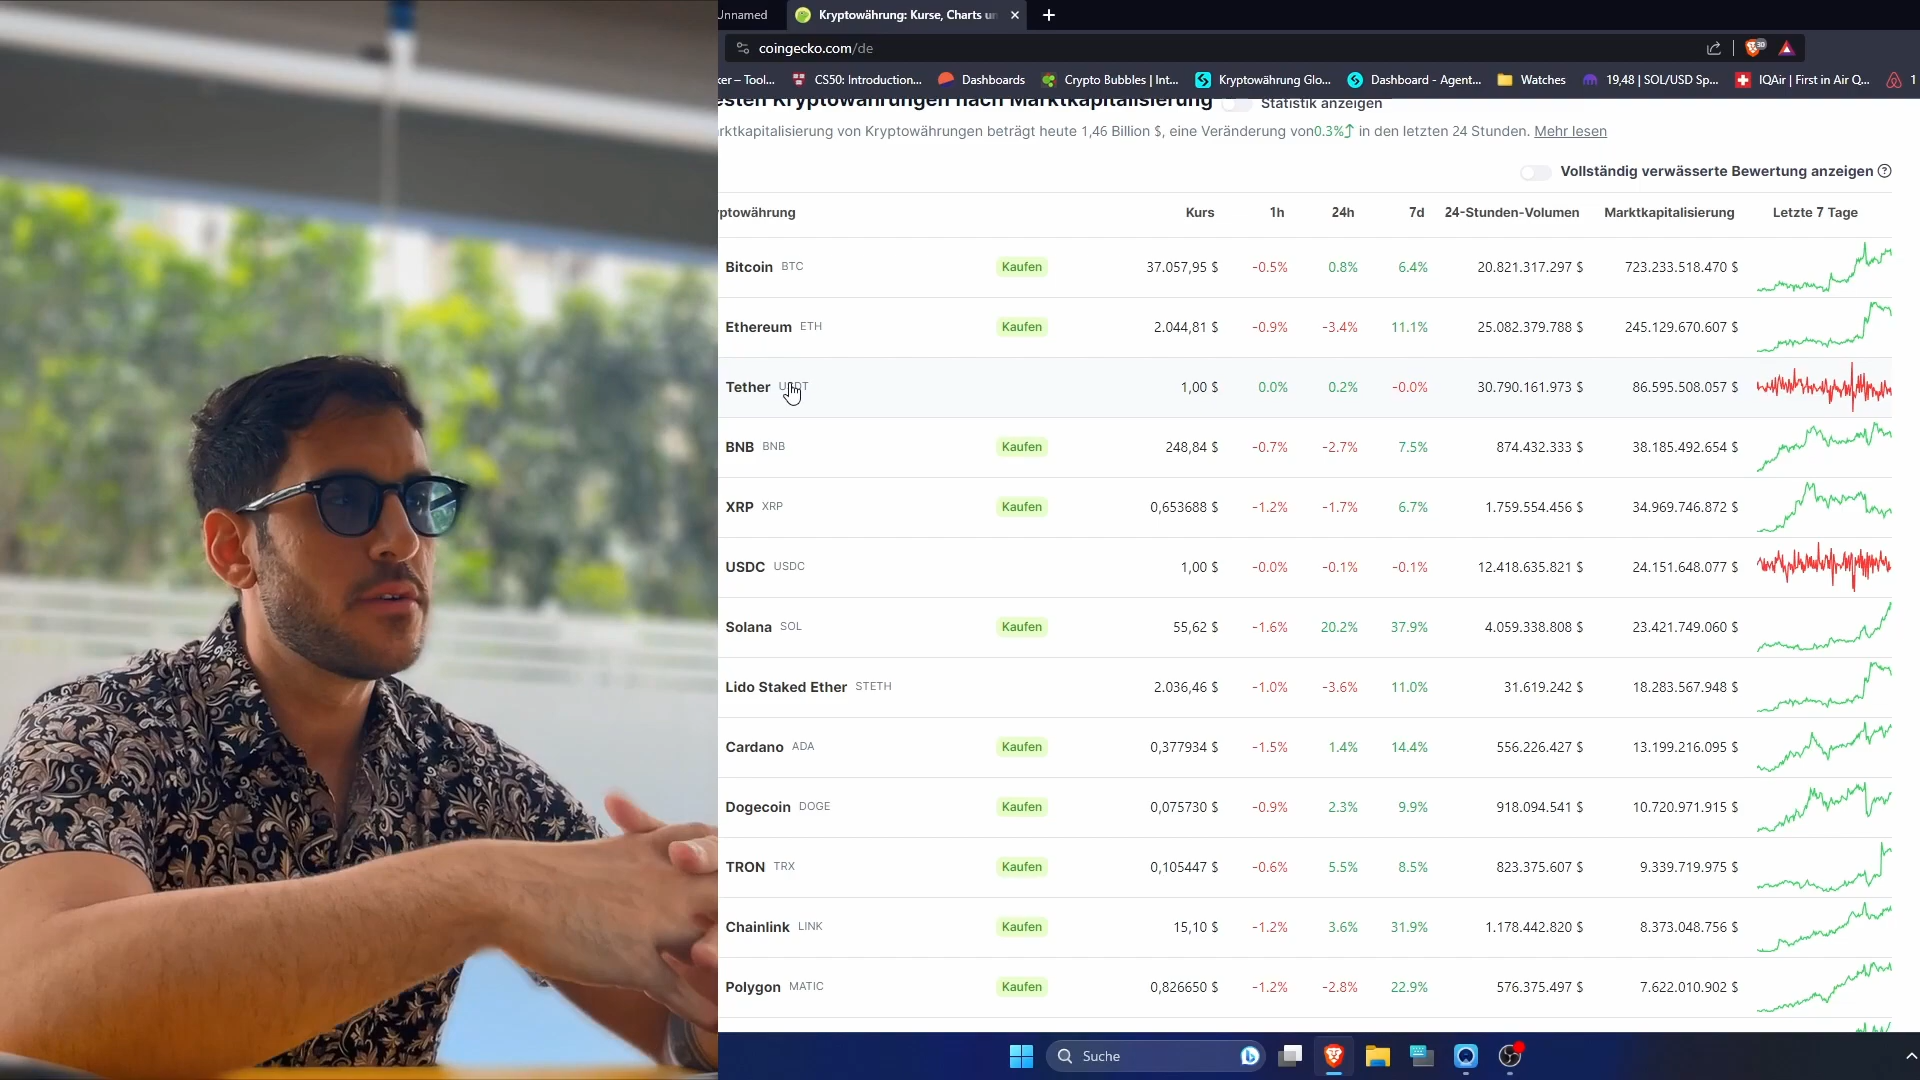 Unnamed
Kryptowährung: Kurse, Charts un
coingecko.com/de
30
ker – Tool...
CS50: Introduction...
Dashboards
Crypto Bubbles | Int...
Kryptowährung Glo...
Dashboard - Agent...
Watches
19,48 | SOL/USD Sp...
IQAir | First in Air Q...
1
esten Kryptowährungen nach Marktkapitalisierung Statistik anzeigen
rktkapitalisierung von Kryptowährungen beträgt heute 1,46 Billion $, eine Veränderung von0.3% in den letzten 24 Stunden. Mehr lesen
Vollständig verwässerte Bewertung anzeigen
yptowährung Kurs 1h 24h 7d 24-Stunden-Volumen Marktkapitalisierung Letzte 7 Tage
Bitcoin BTC Kaufen 37.057,95 $ -0.5% 0.8% 6.4% 20.821.317.297 $ 723.233.518.470 $
Ethereum ETH Kaufen 2.044,81 $ -0.9% -3.4% 11.1% 25.082.379.788 $ 245.129.670.607 $
Tether USDT 1,00 $ 0.0% 0.2% -0.0% 30.790.161.973 $ 86.595.508.057 $
BNB BNB Kaufen 248,84 $ -0.7% -2.7% 7.5% 874.432.333 $ 38.185.492.654 $
XRP XRP Kaufen 0,653688 $ -1.2% -1.7% 6.7% 1.759.554.456 $ 34.969.746.872 $
USDC USDC 1,00 $ -0.0% -0.1% -0.1% 12.418.635.821 $ 24.151.648.077 $
Solana SOL Kaufen 55,62 $ -1.6% 20.2% 37.9% 4.059.338.808 $ 23.421.749.060 $
Lido Staked Ether STETH 2.036,46 $ -1.0% -3.6% 11.0% 31.619.242 $ 18.283.567.948 $
Cardano ADA Kaufen 0,377934 $ -1.5% 1.4% 14.4% 556.226.427 $ 13.199.216.095 $
Dogecoin DOGE Kaufen 0,075730 $ -0.9% 2.3% 9.9% 918.094.541 $ 10.720.971.915 $
TRON TRX Kaufen 0,105447 $ -0.6% 5.5% 8.5% 823.375.607 $ 9.339.719.975 $
Chainlink LINK Kaufen 15,10 $ -1.2% 3.6% 31.9% 1.178.442.820 $ 8.373.048.756 $
Polygon MATIC Kaufen 0,826650 $ -1.2% -2.8% 22.9% 576.375.497 $ 7.622.010.902 $
Suche